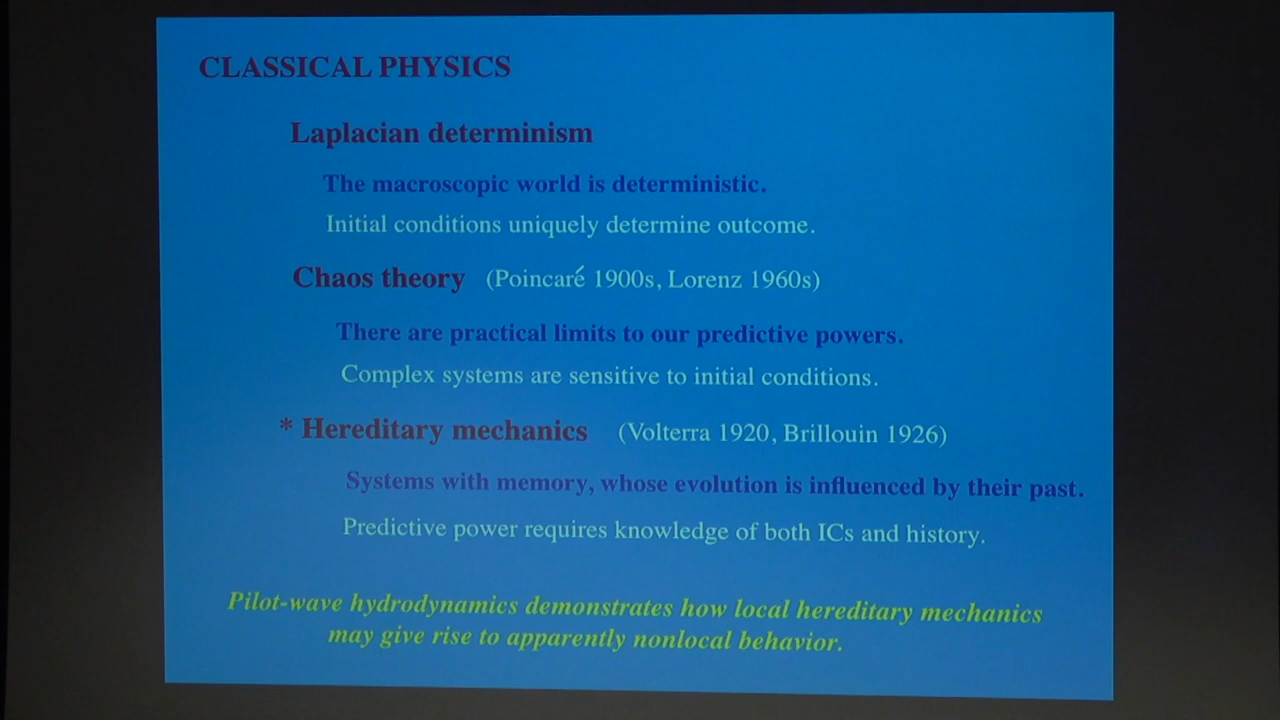 CLASSICAL PHYSICS
Laplacian determinism
The macroscopic world is deterministic.
Initial conditions uniquely determine outcome.
Chaos theory (Poincaré 1900s, Lorenz 1960s)
There are practical limits to our predictive powers.
Complex systems are sensitive to initial conditions.
* Hereditary mechanics (Volterra 1920, Brillouin 1926)
Systems with memory, whose evolution is influenced by their past.
Predictive power requires knowledge of both ICs and history.
Pilot-wave hydrodynamics demonstrates how local hereditary mechanics
may give rise to apparently nonlocal behavior.